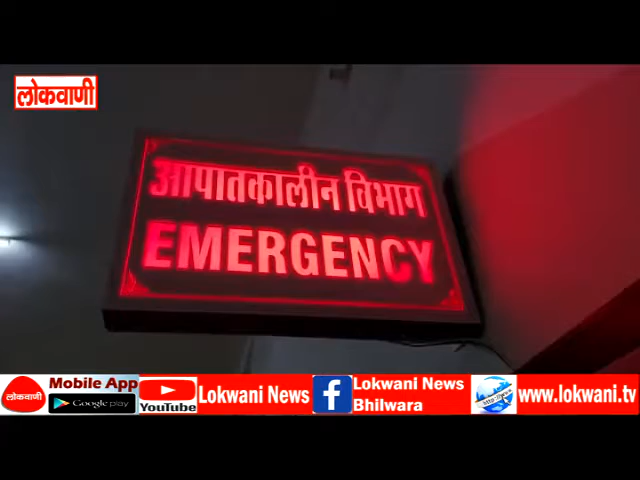 लोकवाणी
आपातकालीन विभाग
EMERGENCY
लोकवाणी
Mobile App
Google play
YouTube
Lokwani News
Lokwani News
Bhilwara
www.lokwani.tv